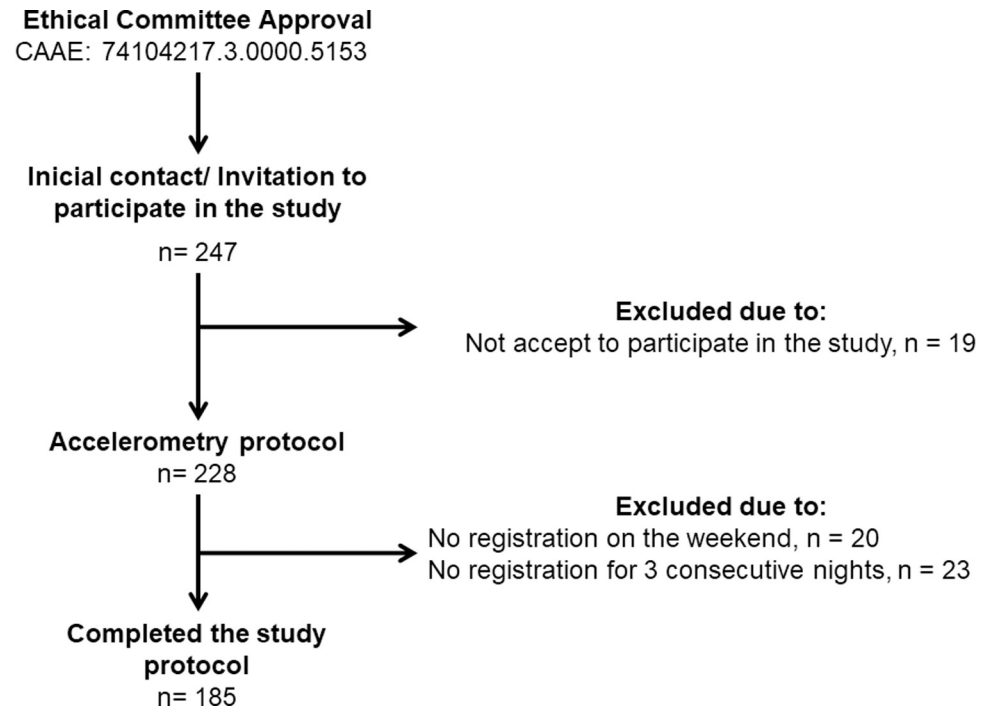 Ethical Committee Approval
CAAE: 74104217.3.0000.5153
Inicial contact/ Invitation to
participate in the study
n= 247
Excluded due to:
Not accept to participate in the study, n = 19
Accelerometry protocol
n= 228
Excluded due to:
No registration on the weekend, n = 20
No registration for 3 consecutive nights, n = 23
Completed the study
protocol
n= 185